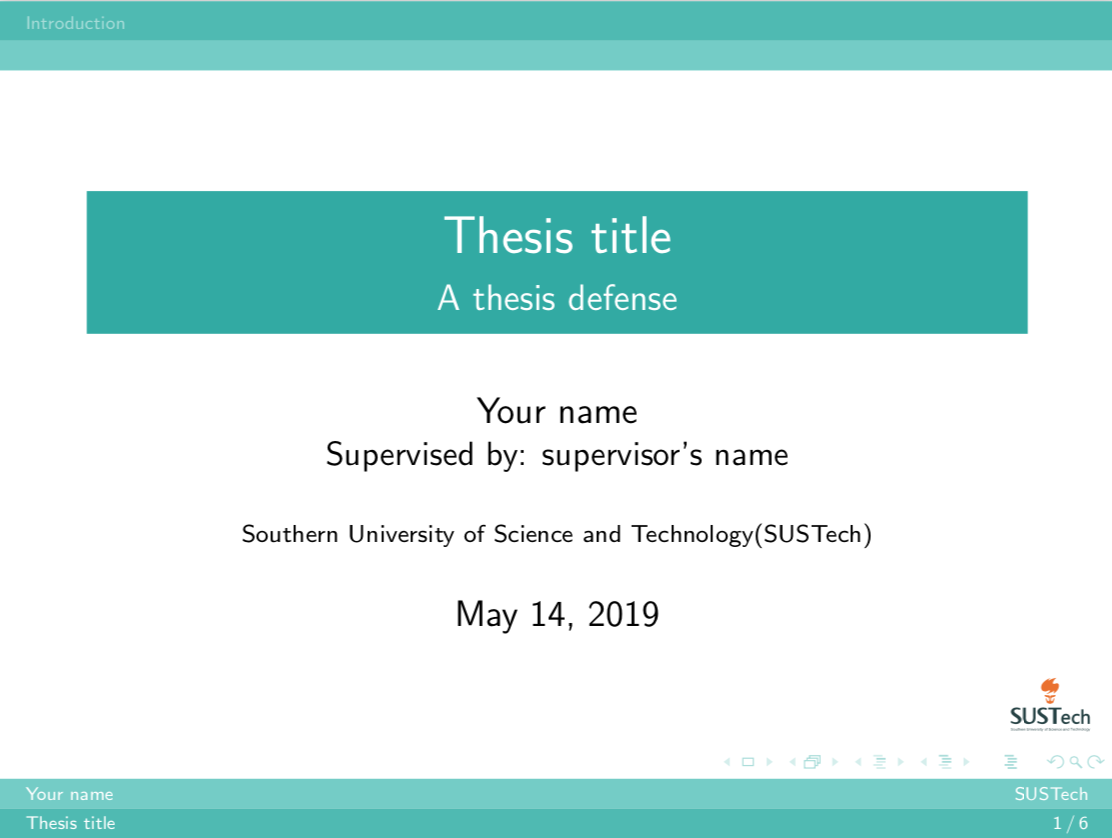 Introduction
Thesis title
A thesis defense
Your name
Supervised by: supervisor's name
Southern University of Science and Technology(SUSTech)
May 14, 2019
SUSTech
Southern University of Science and Technology
Your name SUSTech
Thesis title 1 / 6